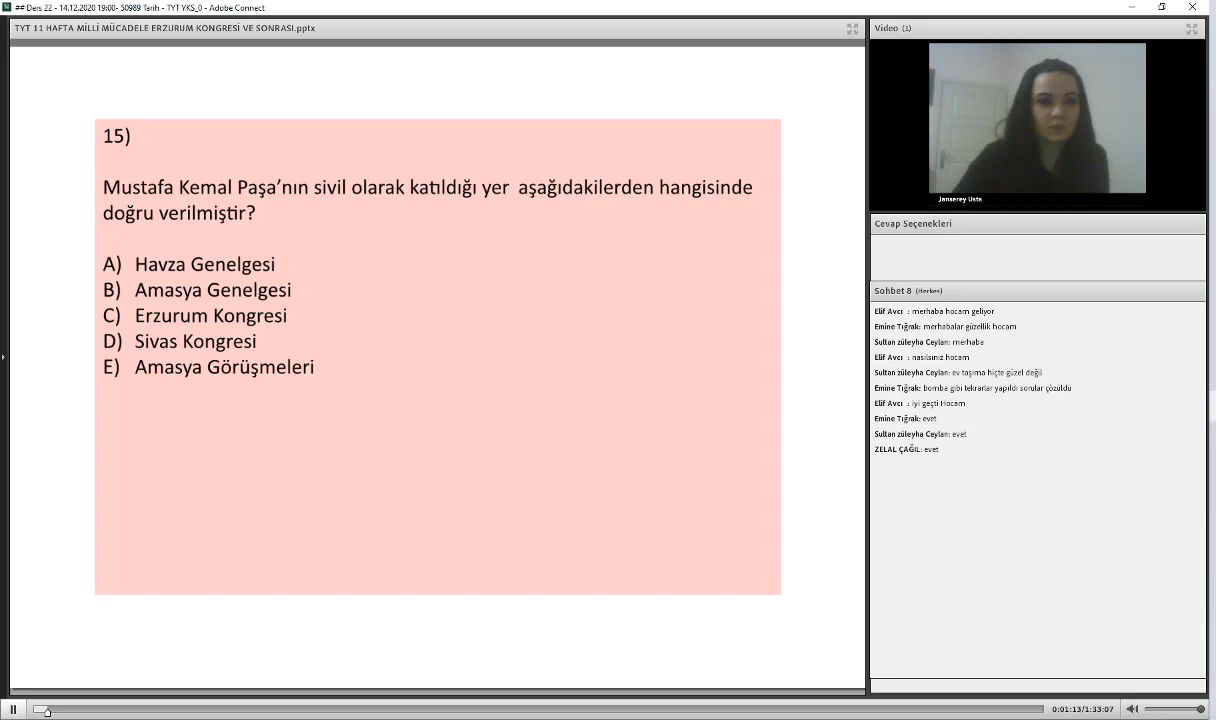 ## Ders 22 - 14.12.2020 19:00- 50989 Tarih - TYT YKS_0 - Adobe Connect
TYT 11 HAFTA MİLLİ MÜCADELE ERZURUM KONGRESİ VE SONRASI.pptx
15)
Mustafa Kemal Paşa’nın sivil olarak katıldığı yer aşağıdakilerden hangisinde
doğru verilmiştir?
A) Havza Genelgesi
B) Amasya Genelgesi
C) Erzurum Kongresi
D) Sivas Kongresi
E) Amasya Görüşmeleri
Video (1)
Janserey Usta
Cevap Seçenekleri
Sohbet 8 (Herkes)
Elif Avcı : merhaba hocam geliyor
Emine Tığrak: merhabalar güzellik hocam
Sultan züleyha Ceylan: merhaba
Elif Avcı : nasılsınız hocam
Sultan züleyha Ceylan: ev taşıma hiçte güzel değil
Emine Tığrak: bomba gibi tekrarlar yapıldı sorular çözüldü
Elif Avcı : iyi geçti Hocam
Emine Tığrak: evet
Sultan züleyha Ceylan: evet
ZELAL ÇAĞIL: evet
0:01:13/1:33:07